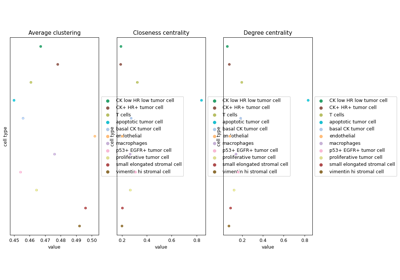 Average clustering
Closeness centrality
Degree centrality
cell type
CK low HR low tumor cell
CK+ HR+ tumor cell
T cells
apoptotic tumor cell
basal CK tumor cell
endothelial
macrophages
p53+ EGFR+ tumor cell
proliferative tumor cell
small elongated stromal cell
vimentin hi stromal cell
0.45 0.46 0.47 0.48 0.49 0.50
value
cell type
CK low HR low tumor cell
CK+ HR+ tumor cell
T cells
apoptotic tumor cell
basal CK tumor cell
endothelial
macrophages
p53+ EGFR+ tumor cell
proliferative tumor cell
small elongated stromal cell
vimentin hi stromal cell
0.2 0.4 0.6 0.8
value
cell type
CK low HR low tumor cell
CK+ HR+ tumor cell
T cells
apoptotic tumor cell
basal CK tumor cell
endothelial
macrophages
p53+ EGFR+ tumor cell
proliferative tumor cell
small elongated stromal cell
vimentin hi stromal cell
0.2 0.4 0.6 0.8
value